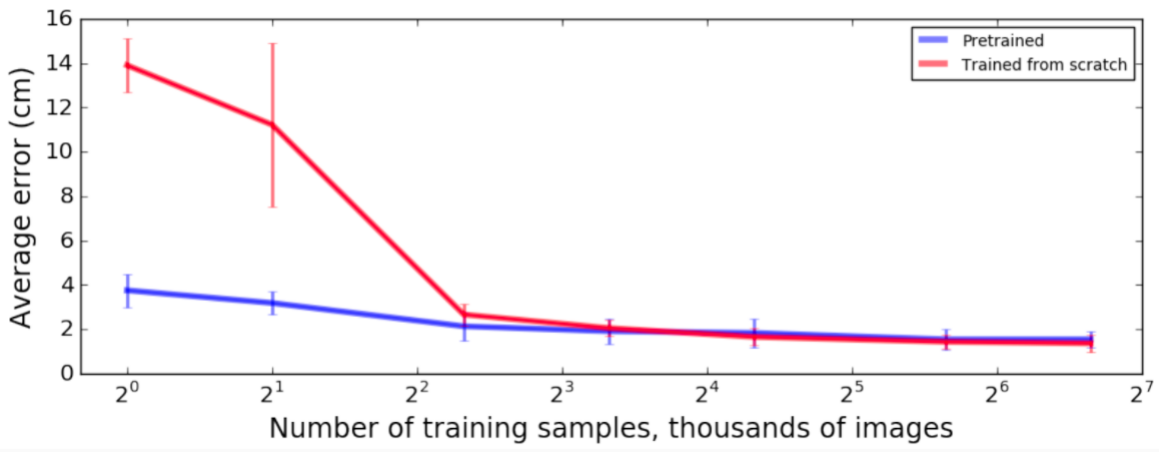 16
14
12
10
8
6
4
2
0
Average error (cm)
Pretrained
Trained from scratch
2^0 2^1 2^2 2^3 2^4 2^5 2^6 2^7
Number of training samples, thousands of images